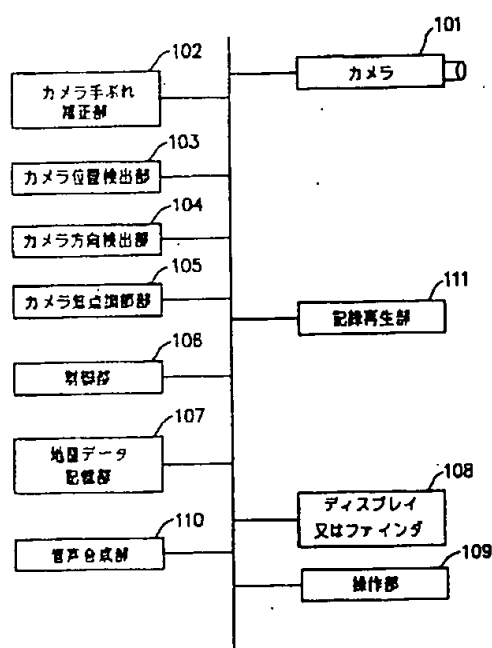 101
カメラ
102
カメラ手ぶれ
補正部
103
カメラ位置検出部
104
カメラ方向検出部
105
カメラ焦点調節部
111
記録再生部
106
制御部
107
地図データ
記憶部
108
ディスプレイ
又はファインダ
110
音声合成部
109
操作部